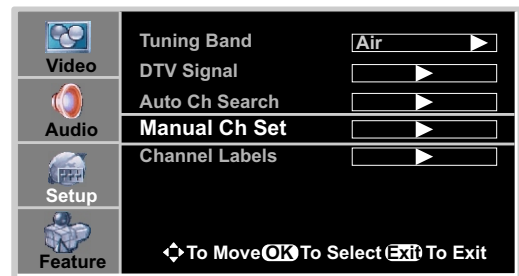 Video
Audio
Setup
Feature
Tuning Band Air
DTV Signal
Auto Ch Search
Manual Ch Set
Channel Labels
To Move OK To Select Exit To Exit